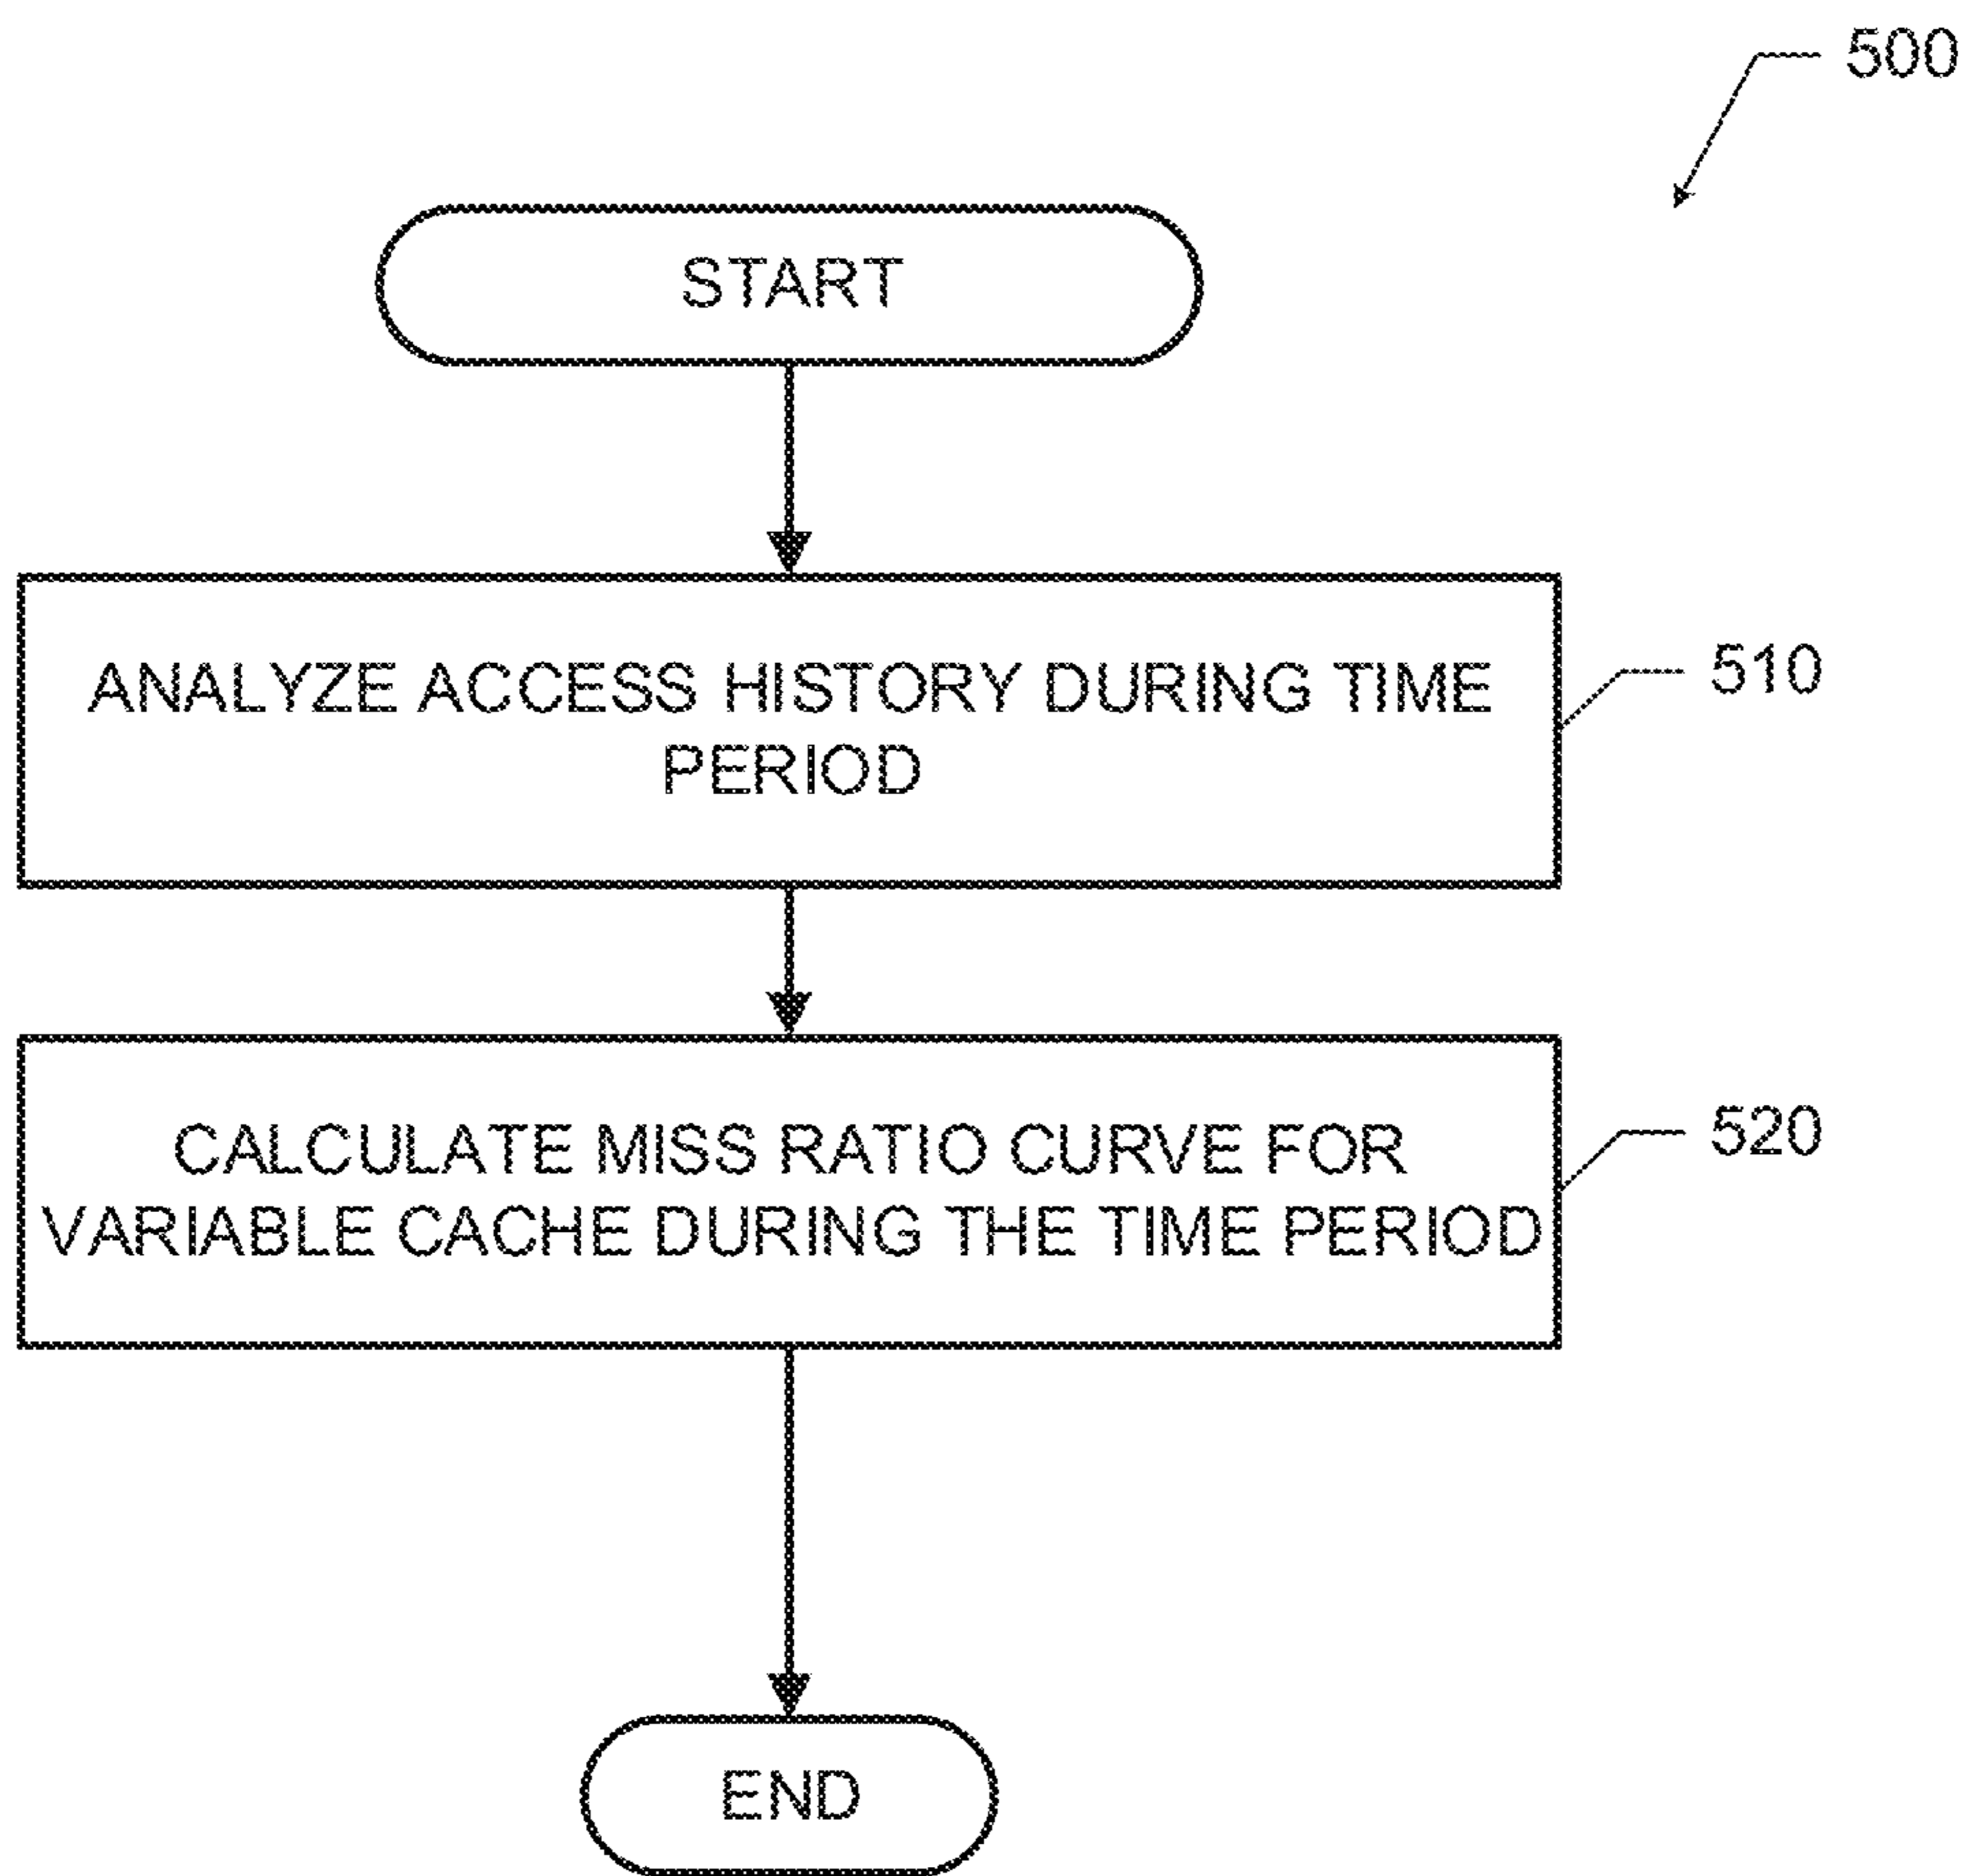 500
START
ANALYZE ACCESS HISTORY DURING TIME
PERIOD
510
CALCULATE MISS RATIO CURVE FOR
VARIABLE CACHE DURING THE TIME PERIOD
520
END